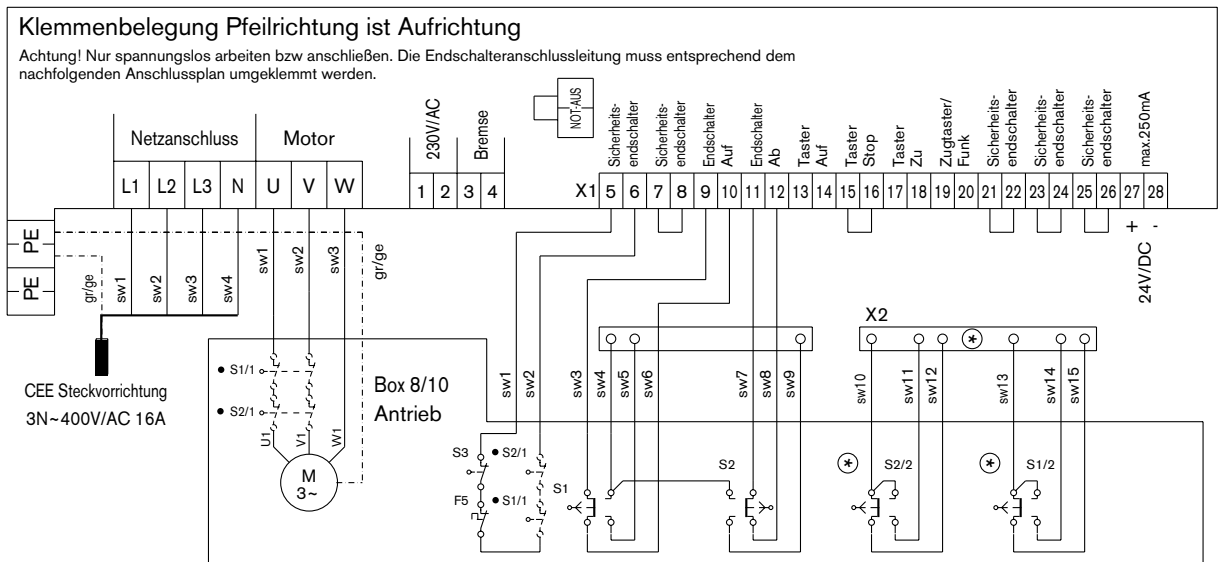 Klemmenbelegung Pfeilrichtung ist Aufrichtung
Achtung! Nur spannungslos arbeiten bzw anschließen. Die Endschalteranschlussleitung muss entsprechend dem
nachfolgenden Anschlussplan umgeklemmt werden.
NOT-AUS
Netzanschluss Motor
230V/AC Bremse
Sicherheits-
endschalter
Sicherheits-
endschalter
Endschalter
Auf
Endschalter
Ab
Taster
Auf
Taster
Stop
Taster
Zu
Zugtaster/
Funk
Sicherheits-
endschalter
Sicherheits-
endschalter
Sicherheits-
endschalter
max.250mA
L1 L2 L3 N U V W 1 2 3 4 X1 5 6 7 8 9 10 11 12 13 14 15 16 17 18 19 20 21 22 23 24 25 26 27 28
+ -
24V/DC
PE
PE
gr/ge sw1 sw2 sw3 sw4 sw1 sw2 sw3 gr/ge
X2
*
CEE Steckvorrichtung
3N~400V/AC 16A
S1/1
S2/1
U1 V1 W1
M
3~
Box 8/10
Antrieb
sw1 sw2 sw3 sw4 sw5 sw6 sw7 sw8 sw9 sw10 sw11 sw12 sw13 sw14 sw15
S3 S2/1
F5 S1/1
S1 S2 * S2/2 * S1/2